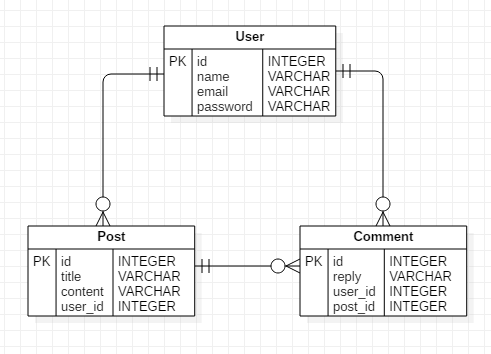 User
PK id INTEGER
name VARCHAR
email VARCHAR
password VARCHAR
Post
PK id INTEGER
title VARCHAR
content VARCHAR
user_id INTEGER
Comment
PK id INTEGER
reply VARCHAR
user_id INTEGER
post_id INTEGER